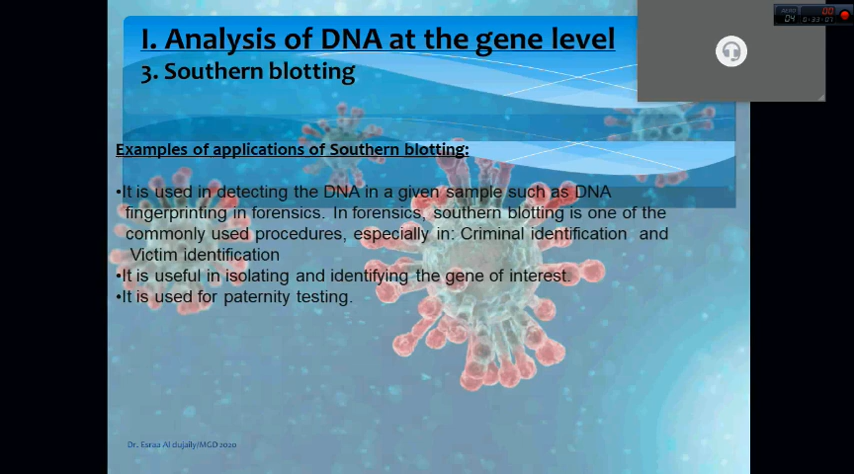 I. Analysis of DNA at the gene level
3. Southern blotting
Examples of applications of Southern blotting:
•It is used in detecting the DNA in a given sample such as DNA
fingerprinting in forensics. In forensics, southern blotting is one of the
commonly used procedures, especially in: Criminal identification and
Victim identification
•It is useful in isolating and identifying the gene of interest.
•It is used for paternity testing.
Dr. Esraa Al dujaily/MGD 2020